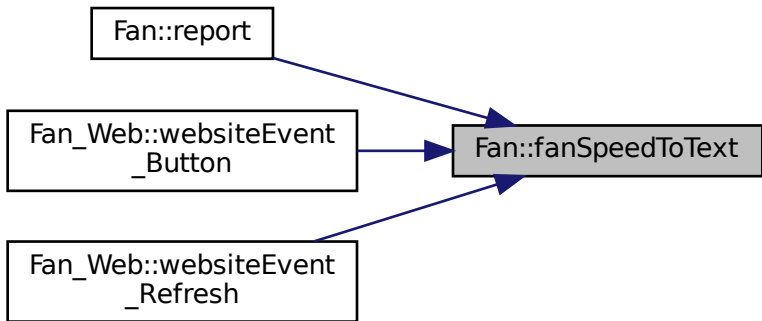 Fan::report
Fan_Web::websiteEvent
_Button
Fan::fanSpeedToText
Fan_Web::websiteEvent
_Refresh